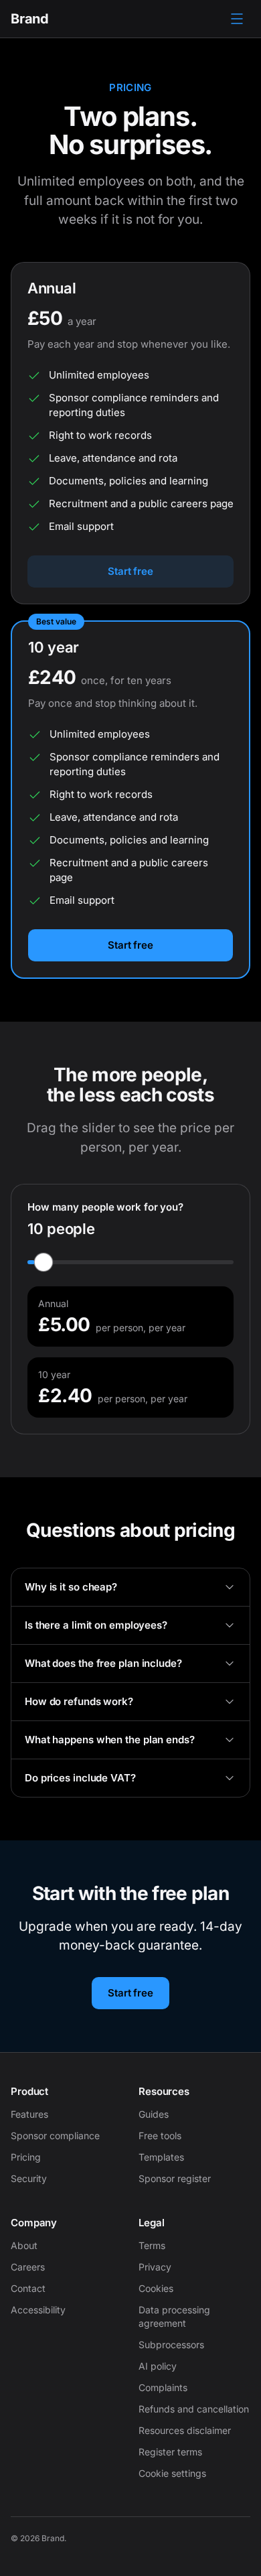 Brand
PRICING
Two plans.
No surprises.
Unlimited employees on both, and the
full amount back within the first two
weeks if it is not for you.
Annual
£50 a year
Pay each year and stop whenever you like.
Unlimited employees
Sponsor compliance reminders and
reporting duties
Right to work records
Leave, attendance and rota
Documents, policies and learning
Recruitment and a public careers page
Email support
Start free
Best value
10 year
£240 once, for ten years
Pay once and stop thinking about it.
Unlimited employees
Sponsor compliance reminders and
reporting duties
Right to work records
Leave, attendance and rota
Documents, policies and learning
Recruitment and a public careers
page
Email support
Start free
The more people,
the less each costs
Drag the slider to see the price per
person, per year.
How many people work for you?
10 people
Annual
£5.00 per person, per year
10 year
£2.40 per person, per year
Questions about pricing
Why is it so cheap?
Is there a limit on employees?
What does the free plan include?
How do refunds work?
What happens when the plan ends?
Do prices include VAT?
Start with the free plan
Upgrade when you are ready. 14-day
money-back guarantee.
Start free
Product
Features
Sponsor compliance
Pricing
Security
Resources
Guides
Free tools
Templates
Sponsor register
Company
About
Careers
Contact
Accessibility
Legal
Terms
Privacy
Cookies
Data processing
agreement
Subprocessors
AI policy
Complaints
Refunds and cancellation
Resources disclaimer
Register terms
Cookie settings
© 2026 Brand.